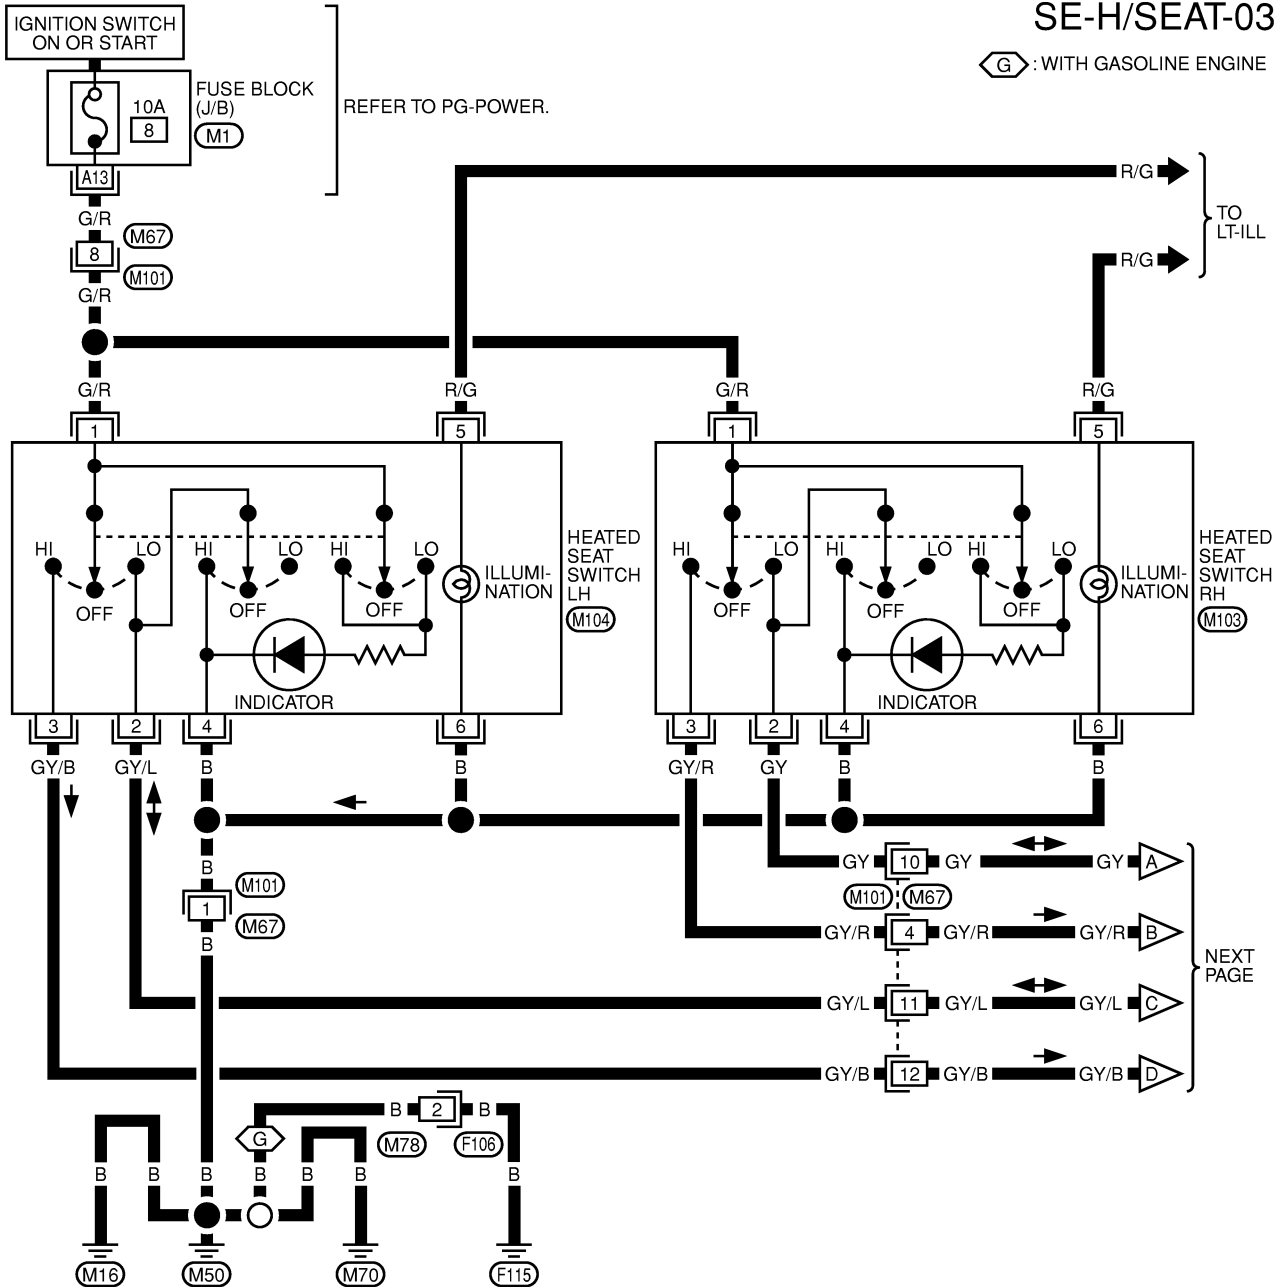 SE-H/SEAT-03
G : WITH GASOLINE ENGINE
IGNITION SWITCH
ON OR START
10A
8
FUSE BLOCK
(J/B)
M1
REFER TO PG-POWER.
A13
G/R
M67
8
M101
G/R
R/G
TO
LT-ILL
R/G
G/R
R/G
G/R
R/G
1
5
1
5
HI
LO
HI
LO
HI
LO
OFF
OFF
OFF
ILLUMI-
NATION
INDICATOR
HEATED
SEAT
SWITCH
LH
M104
HI
LO
HI
LO
HI
LO
OFF
OFF
OFF
ILLUMI-
NATION
INDICATOR
HEATED
SEAT
SWITCH
RH
M103
3
2
4
6
3
2
4
6
GY/B
GY/L
B
B
GY/R
GY
B
B
B
M101
1
M67
B
GY
10
GY
GY
A
M101
M67
GY/R
4
GY/R
GY/R
B
GY/L
11
GY/L
GY/L
C
GY/B
12
GY/B
GY/B
D
NEXT
PAGE
B
2
B
G
M78
F106
B
B
B
B
B
B
B
M16
M50
M70
F115